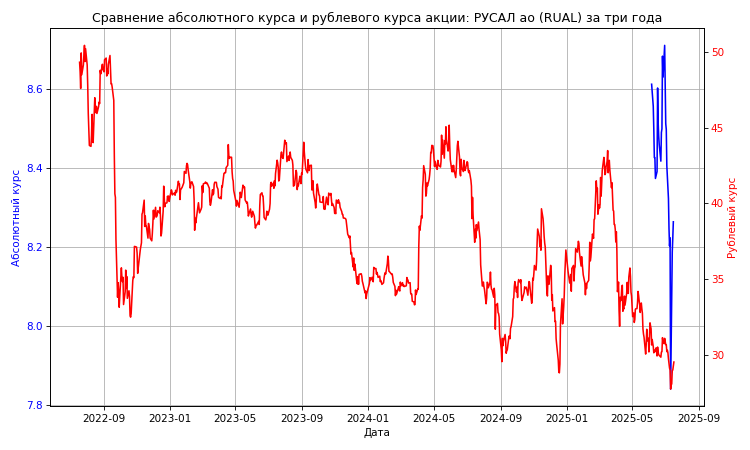 Сравнение абсолютного курса и рублевого курса акции: РУСАЛ ао (RUAL) за три года
Абсолютный курс
8.6
8.4
8.2
8.0
7.8
50
45
40
35
30
Рублевый курс
2022-09 2023-01 2023-05 2023-09 2024-01 2024-05 2024-09 2025-01 2025-05 2025-09
Дата